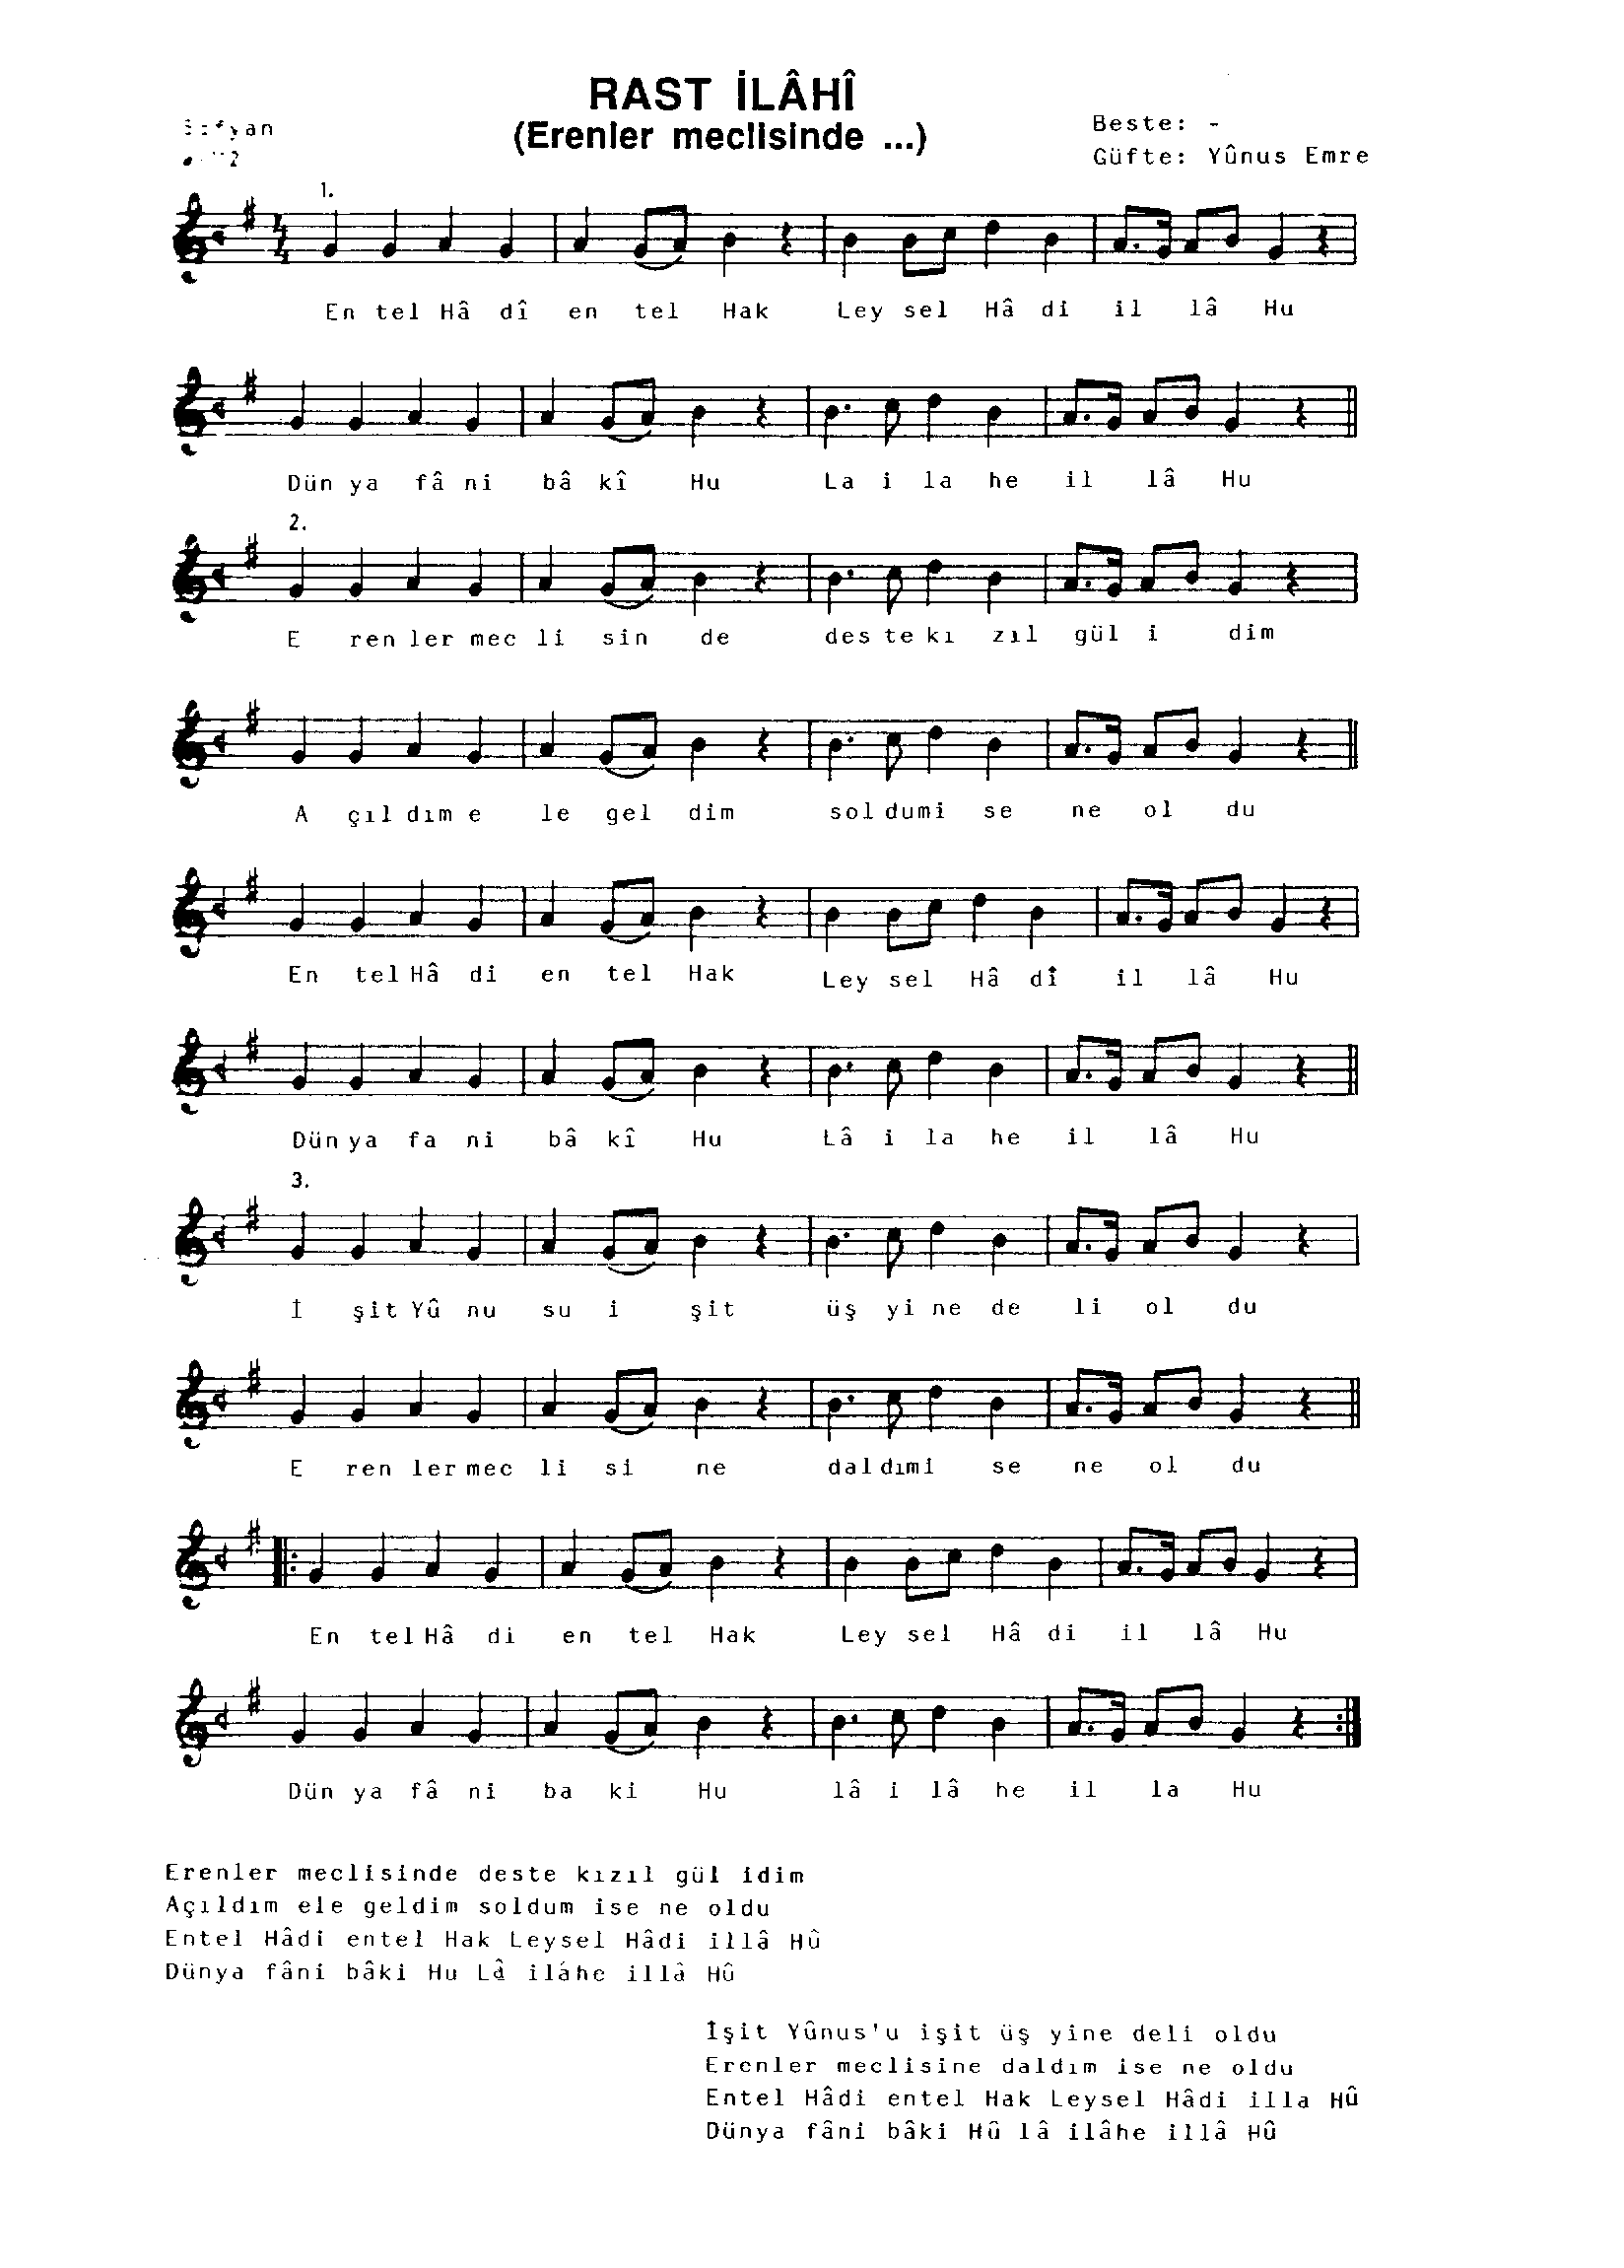 RAST İLÂHÎ
(Erenler meclisinde ...)
Sofyan
Beste: -
Güfte: Yûnus Emre
1.
4
4
En tel Hâ dî en tel Hak Ley sel Hâ di il lâ Hu
Dün ya fâ ni bâ kî Hu La i la he il lâ Hu
2.
E ren ler mec li sin de des te kı zıl gül i dim
A çıl dım e le gel dim sol dumi se ne ol du
En tel Hâ di en tel Hak Ley sel Hâ dî il lâ Hu
Dün ya fa ni bâ kî Hu Lâ i la he il lâ Hu
3.
İ şit Yû nu su i şit üş yi ne de li ol du
E ren ler mec li si ne dal dımi se ne ol du
En tel Hâ di en tel Hak Ley sel Hâ di il lâ Hu
Dün ya fâ ni ba ki Hu lâ i lâ he il la Hu
Erenler meclisinde deste kızıl gül idim
Açıldım ele geldim soldum ise ne oldu
Entel Hâdi entel Hak Leysel Hâdi illâ Hû
Dünya fâni bâki Hu Lâ ilâhe illâ Hû
İşit Yûnus'u işit üş yine deli oldu
Erenler meclisine daldım ise ne oldu
Entel Hâdi entel Hak Leysel Hâdi illa Hû
Dünya fâni bâki Hû lâ ilâhe illâ Hû